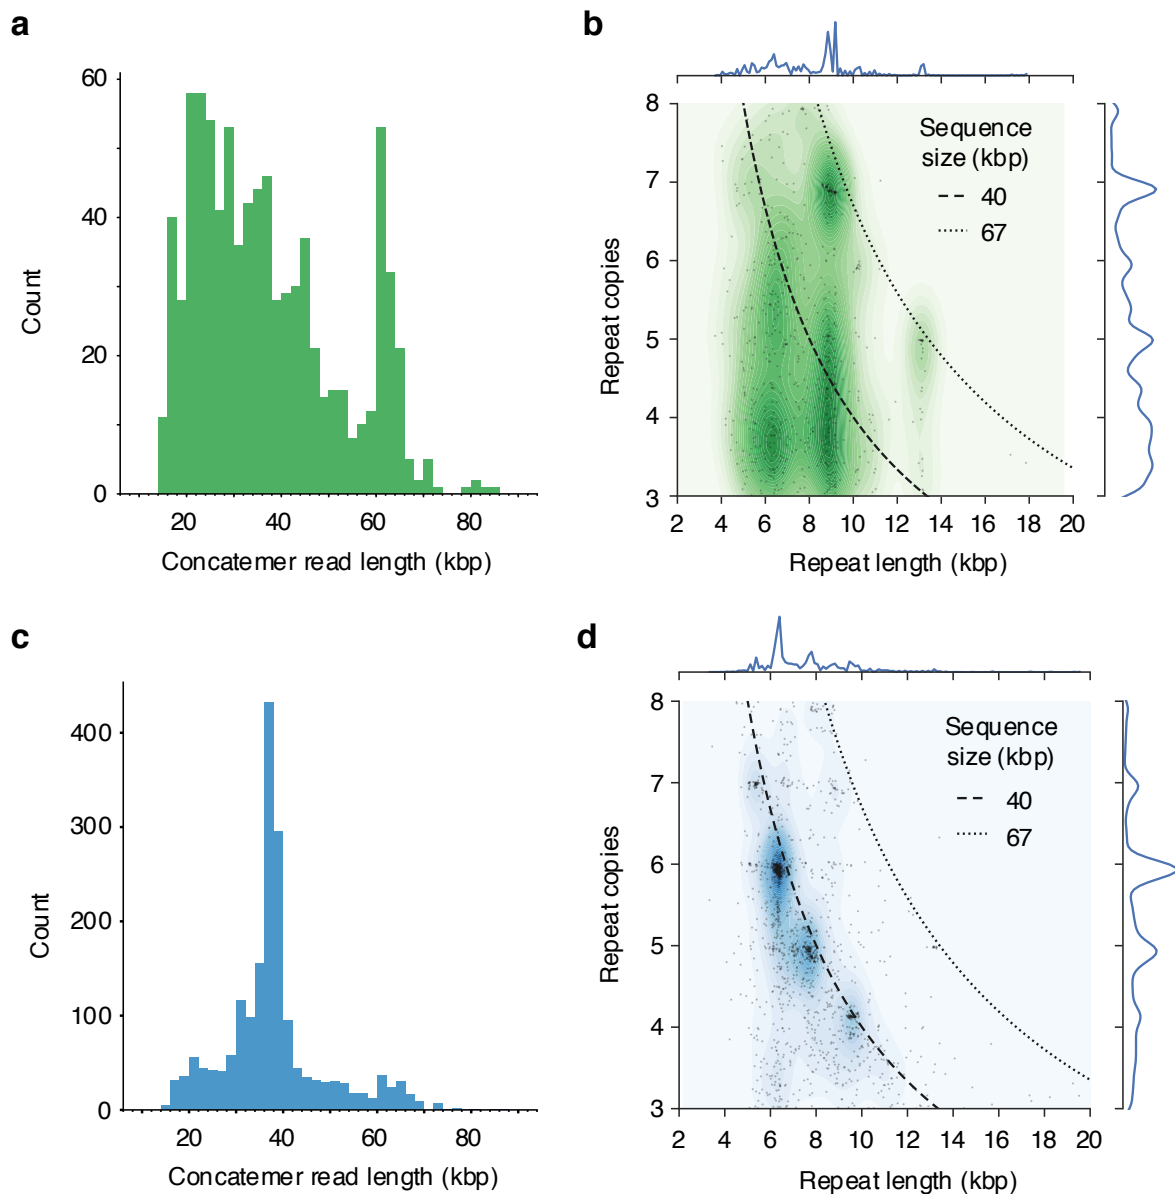 a
60
40
20
0
Count
20 40 60 80
Concatemer read length (kbp)
b
8
7
6
5
4
3
Repeat copies
Sequence
size (kbp)
40
67
2 4 6 8 10 12 14 16 18 20
Repeat length (kbp)
c
400
300
200
100
0
Count
20 40 60 80
Concatemer read length (kbp)
d
8
7
6
5
4
3
Repeat copies
Sequence
size (kbp)
40
67
2 4 6 8 10 12 14 16 18 20
Repeat length (kbp)